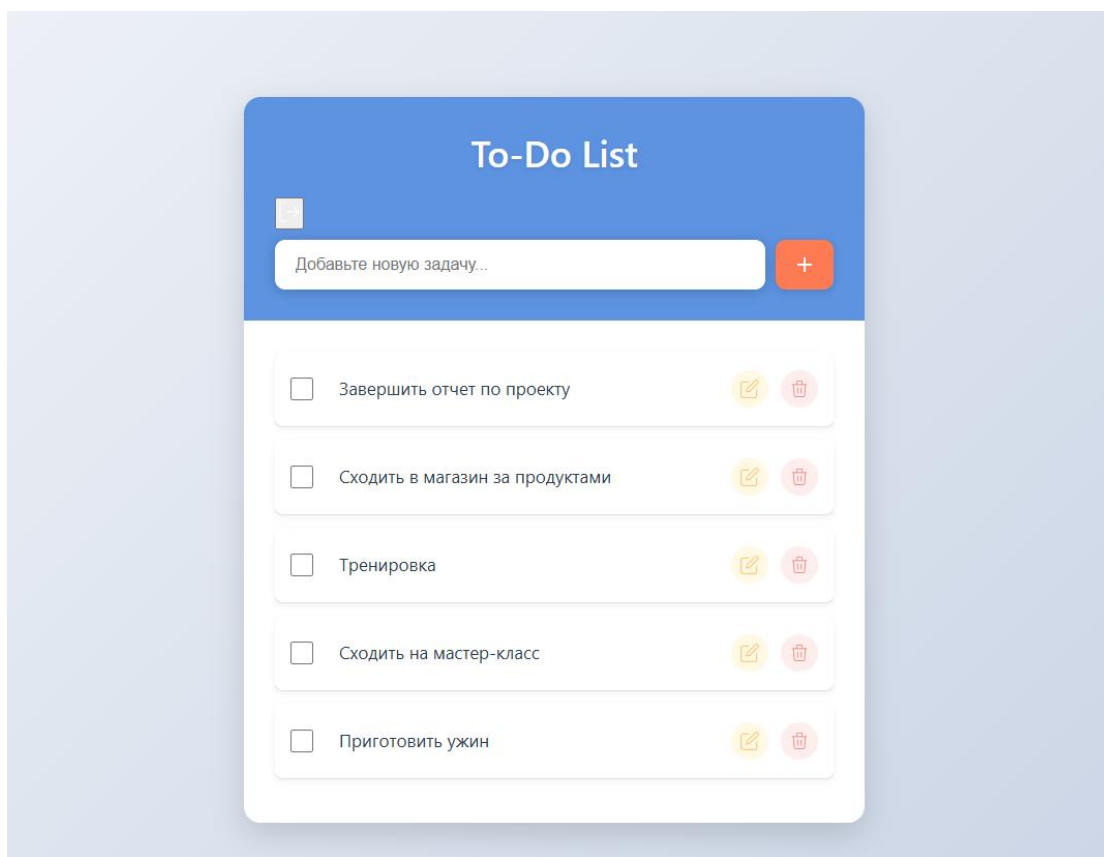 To-Do List
Добавьте новую задачу...
Завершить отчет по проекту
Сходить в магазин за продуктами
Тренировка
Сходить на мастер-класс
Приготовить ужин